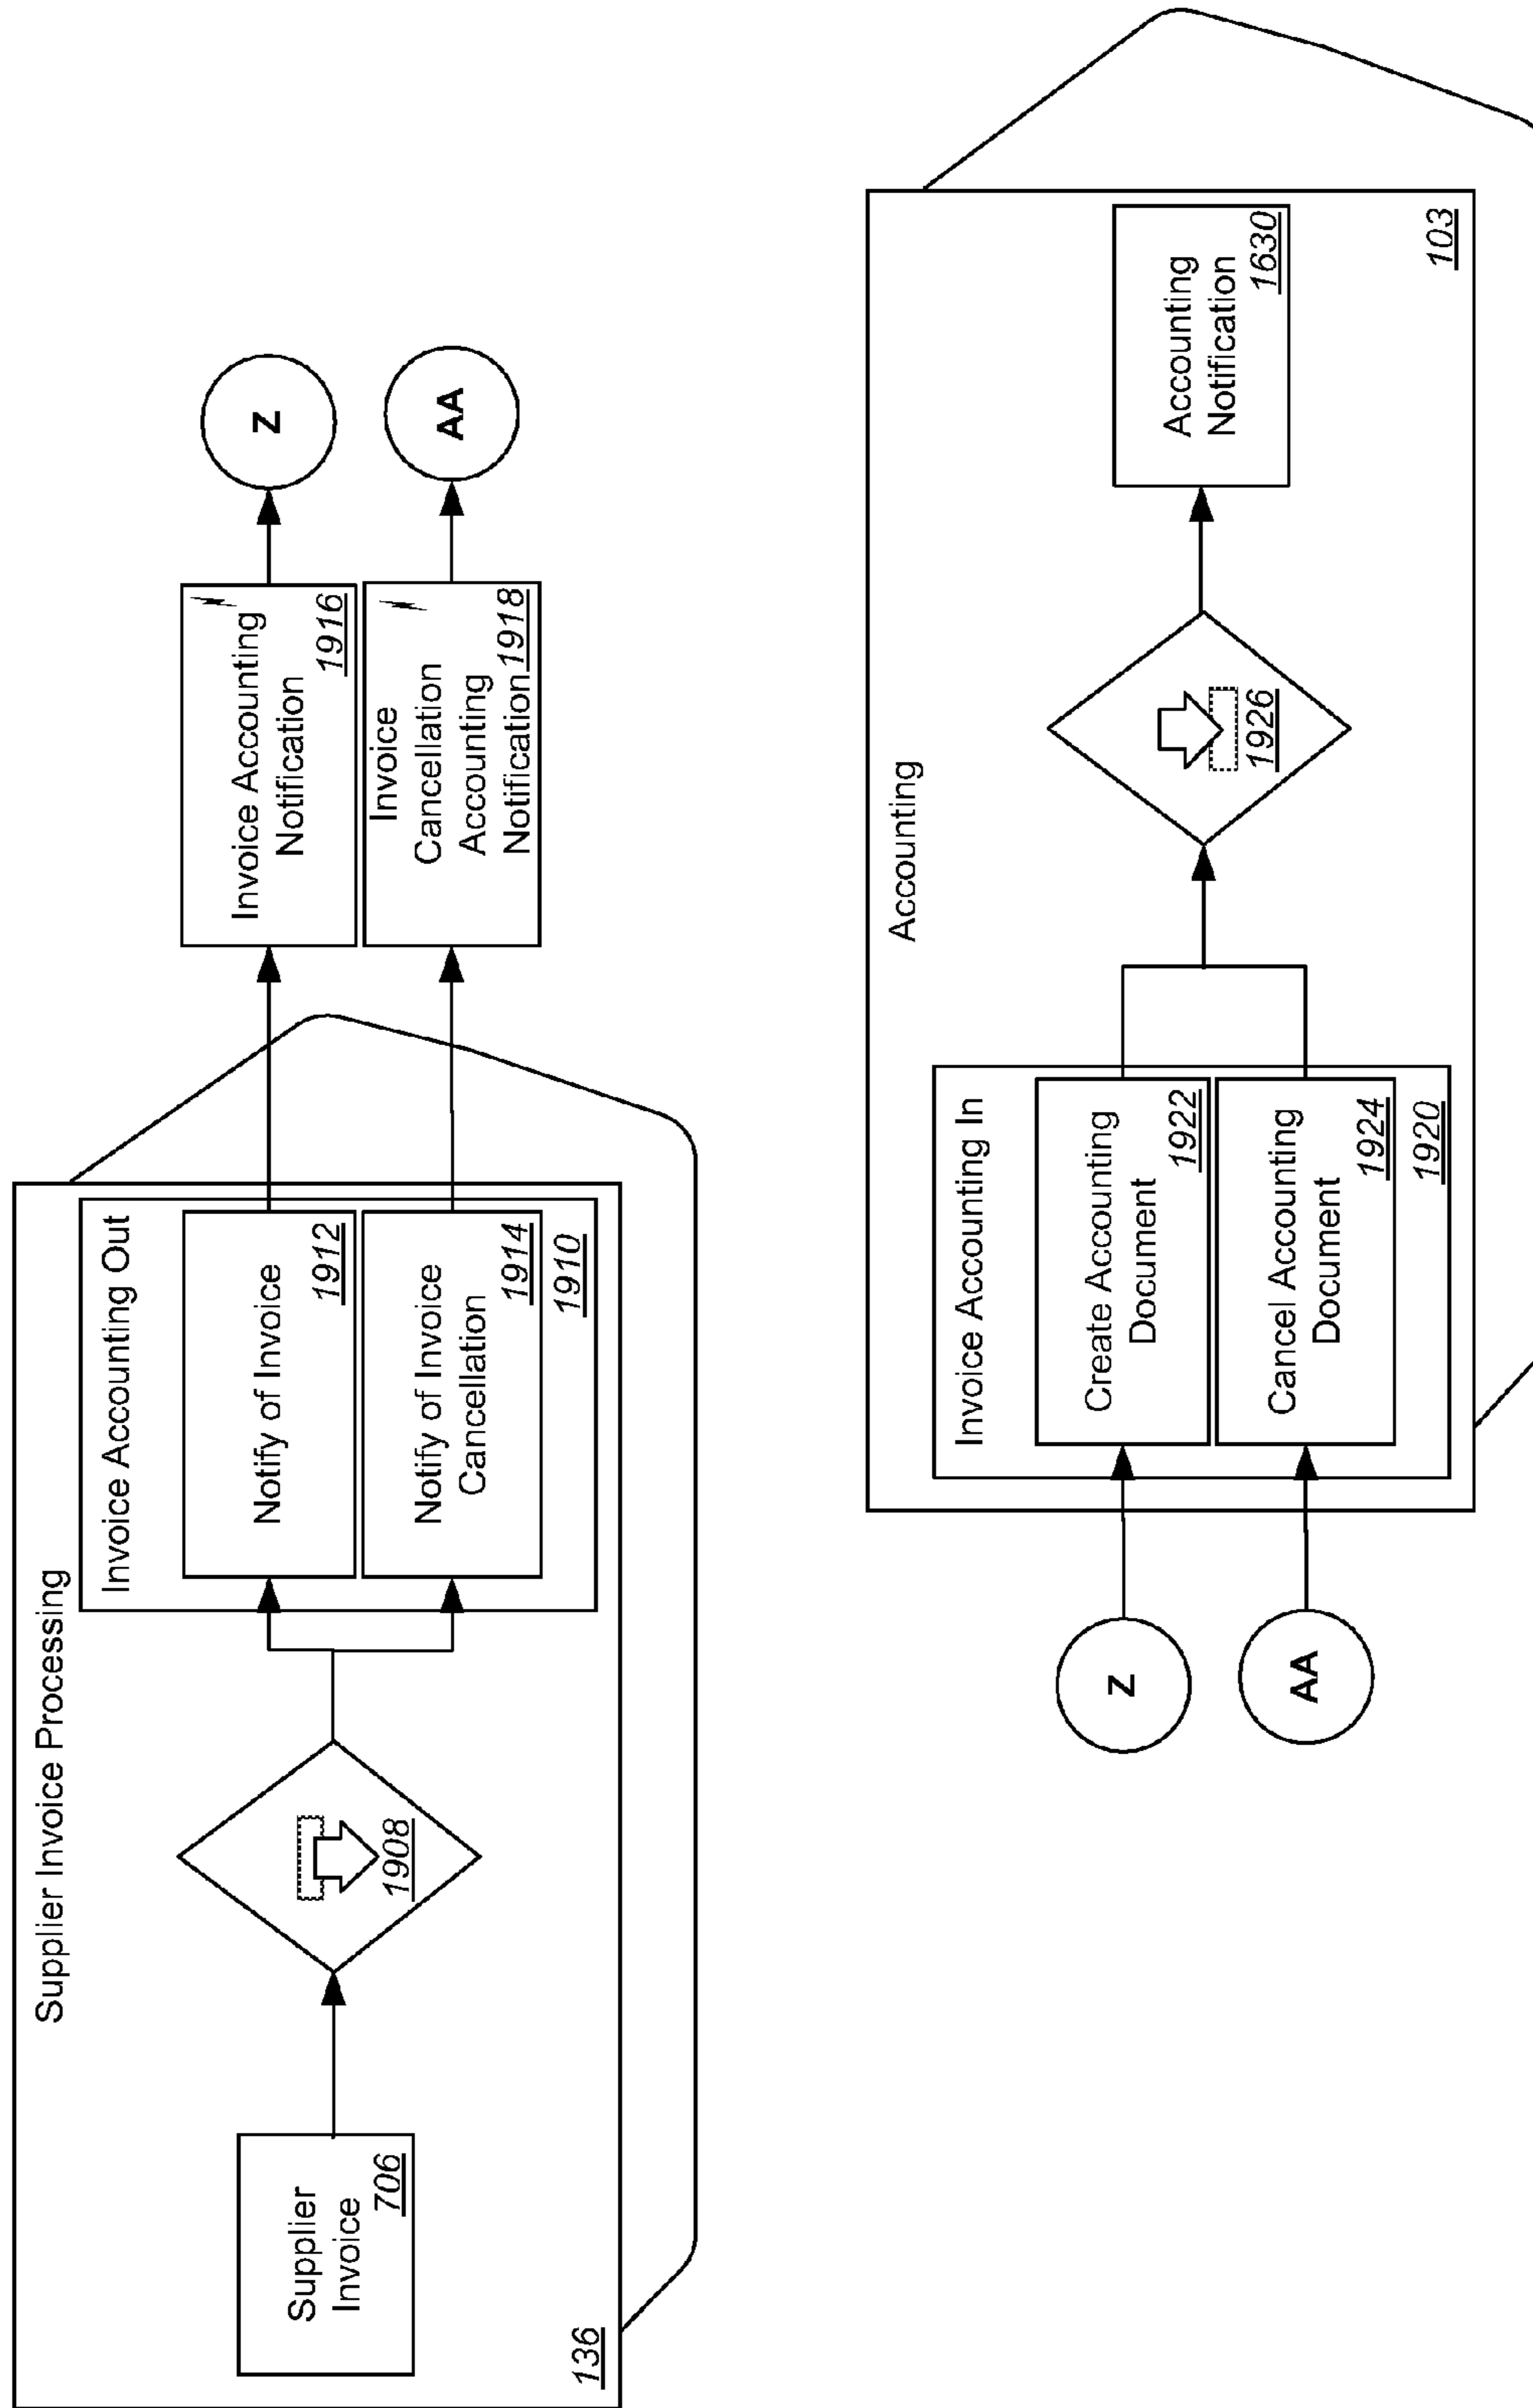 Supplier Invoice Processing
Supplier
Invoice
706
1908
Invoice Accounting Out
Notify of Invoice
1912
Notify of Invoice
Cancellation
1914
1910
136
Invoice Accounting
Notification
1916
Invoice
Cancellation
Accounting
Notification
1918
Z
AA
Z
AA
Accounting
Invoice Accounting In
Create Accounting
Document
1922
Cancel Accounting
Document
1924
1920
1926
Accounting
Notification
1630
103